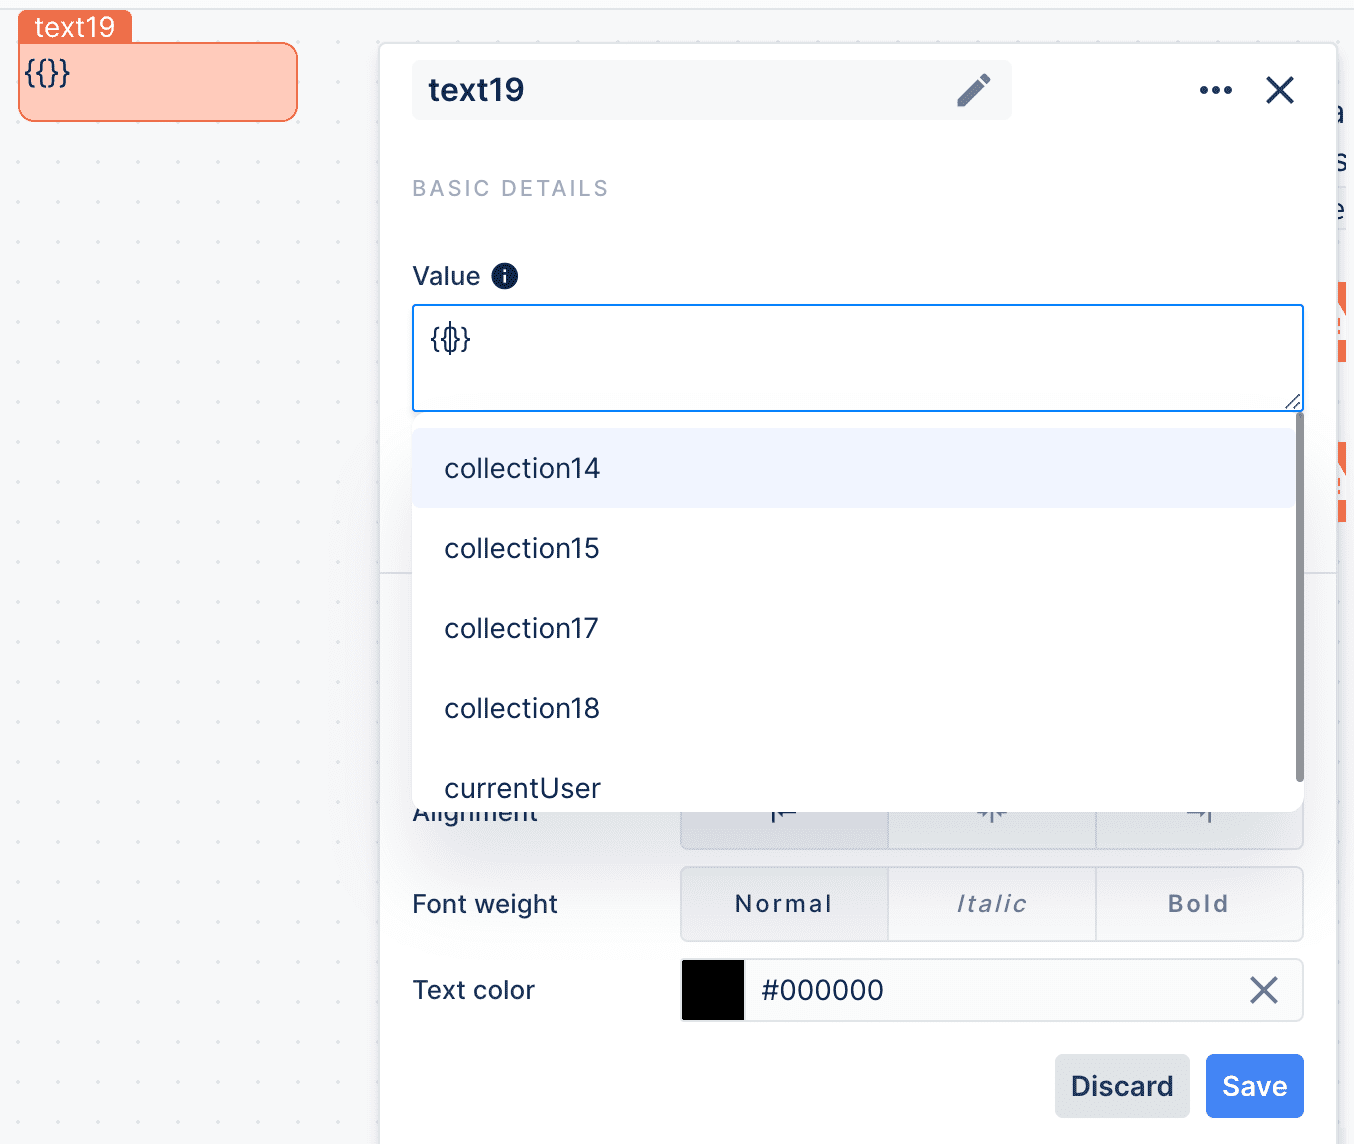 text19
{{}}
text19
BASIC DETAILS
Value
{{}}
collection14
collection15
collection17
collection18
currentUser
Alignment
Font weight
Normal
Italic
Bold
Text color
#000000
Discard
Save